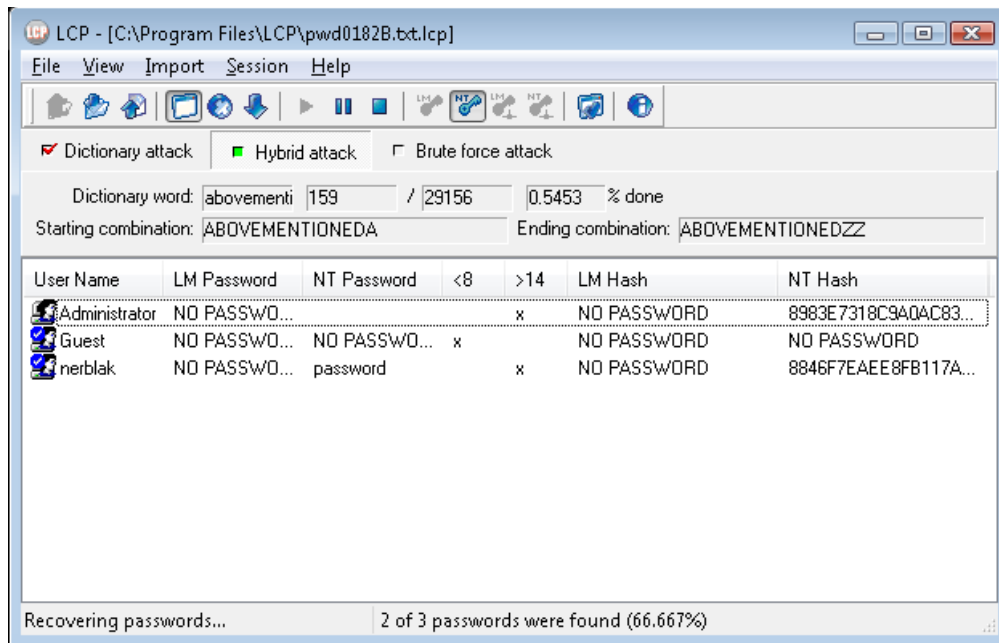 LCP - [C:\Program Files\LCP\pwd0182B.txt.lcp]
File View Import Session Help
LM NT LM NT
Dictionary attack Hybrid attack Brute force attack
Dictionary word: abovementi 159 / 29156 0.5453 % done
Starting combination: ABOVEMENTIONEDA Ending combination: ABOVEMENTIONEDZZ
User Name LM Password NT Password <8 >14 LM Hash NT Hash
Administrator NO PASSWO... x NO PASSWORD 8983E7318C9A0AC83...
Guest NO PASSWO... NO PASSWO... x NO PASSWORD NO PASSWORD
nerblak NO PASSWO... password x NO PASSWORD 8846F7EAEE8FB117A...
Recovering passwords... 2 of 3 passwords were found (66.667%)